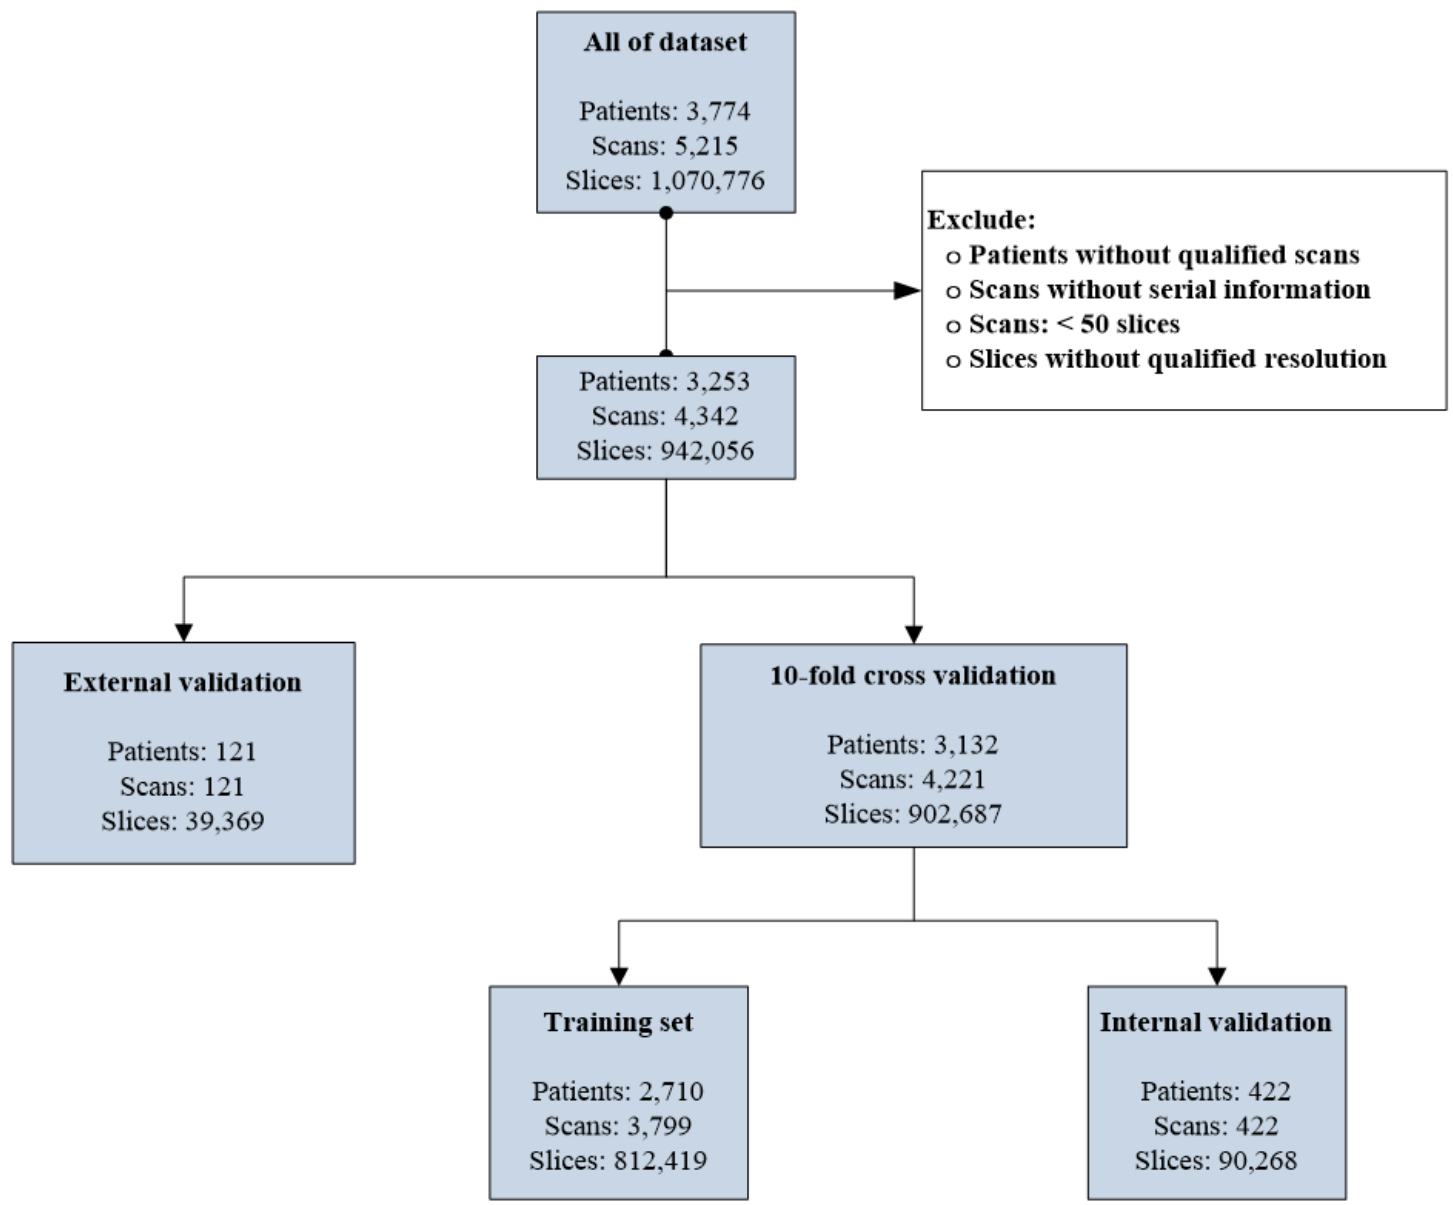 All of dataset
Patients: 3,774
Scans: 5,215
Slices: 1,070,776
Exclude:
o Patients without qualified scans
o Scans without serial information
o Scans: < 50 slices
o Slices without qualified resolution
Patients: 3,253
Scans: 4,342
Slices: 942,056
External validation
Patients: 121
Scans: 121
Slices: 39,369
10-fold cross validation
Patients: 3,132
Scans: 4,221
Slices: 902,687
Training set
Patients: 2,710
Scans: 3,799
Slices: 812,419
Internal validation
Patients: 422
Scans: 422
Slices: 90,268